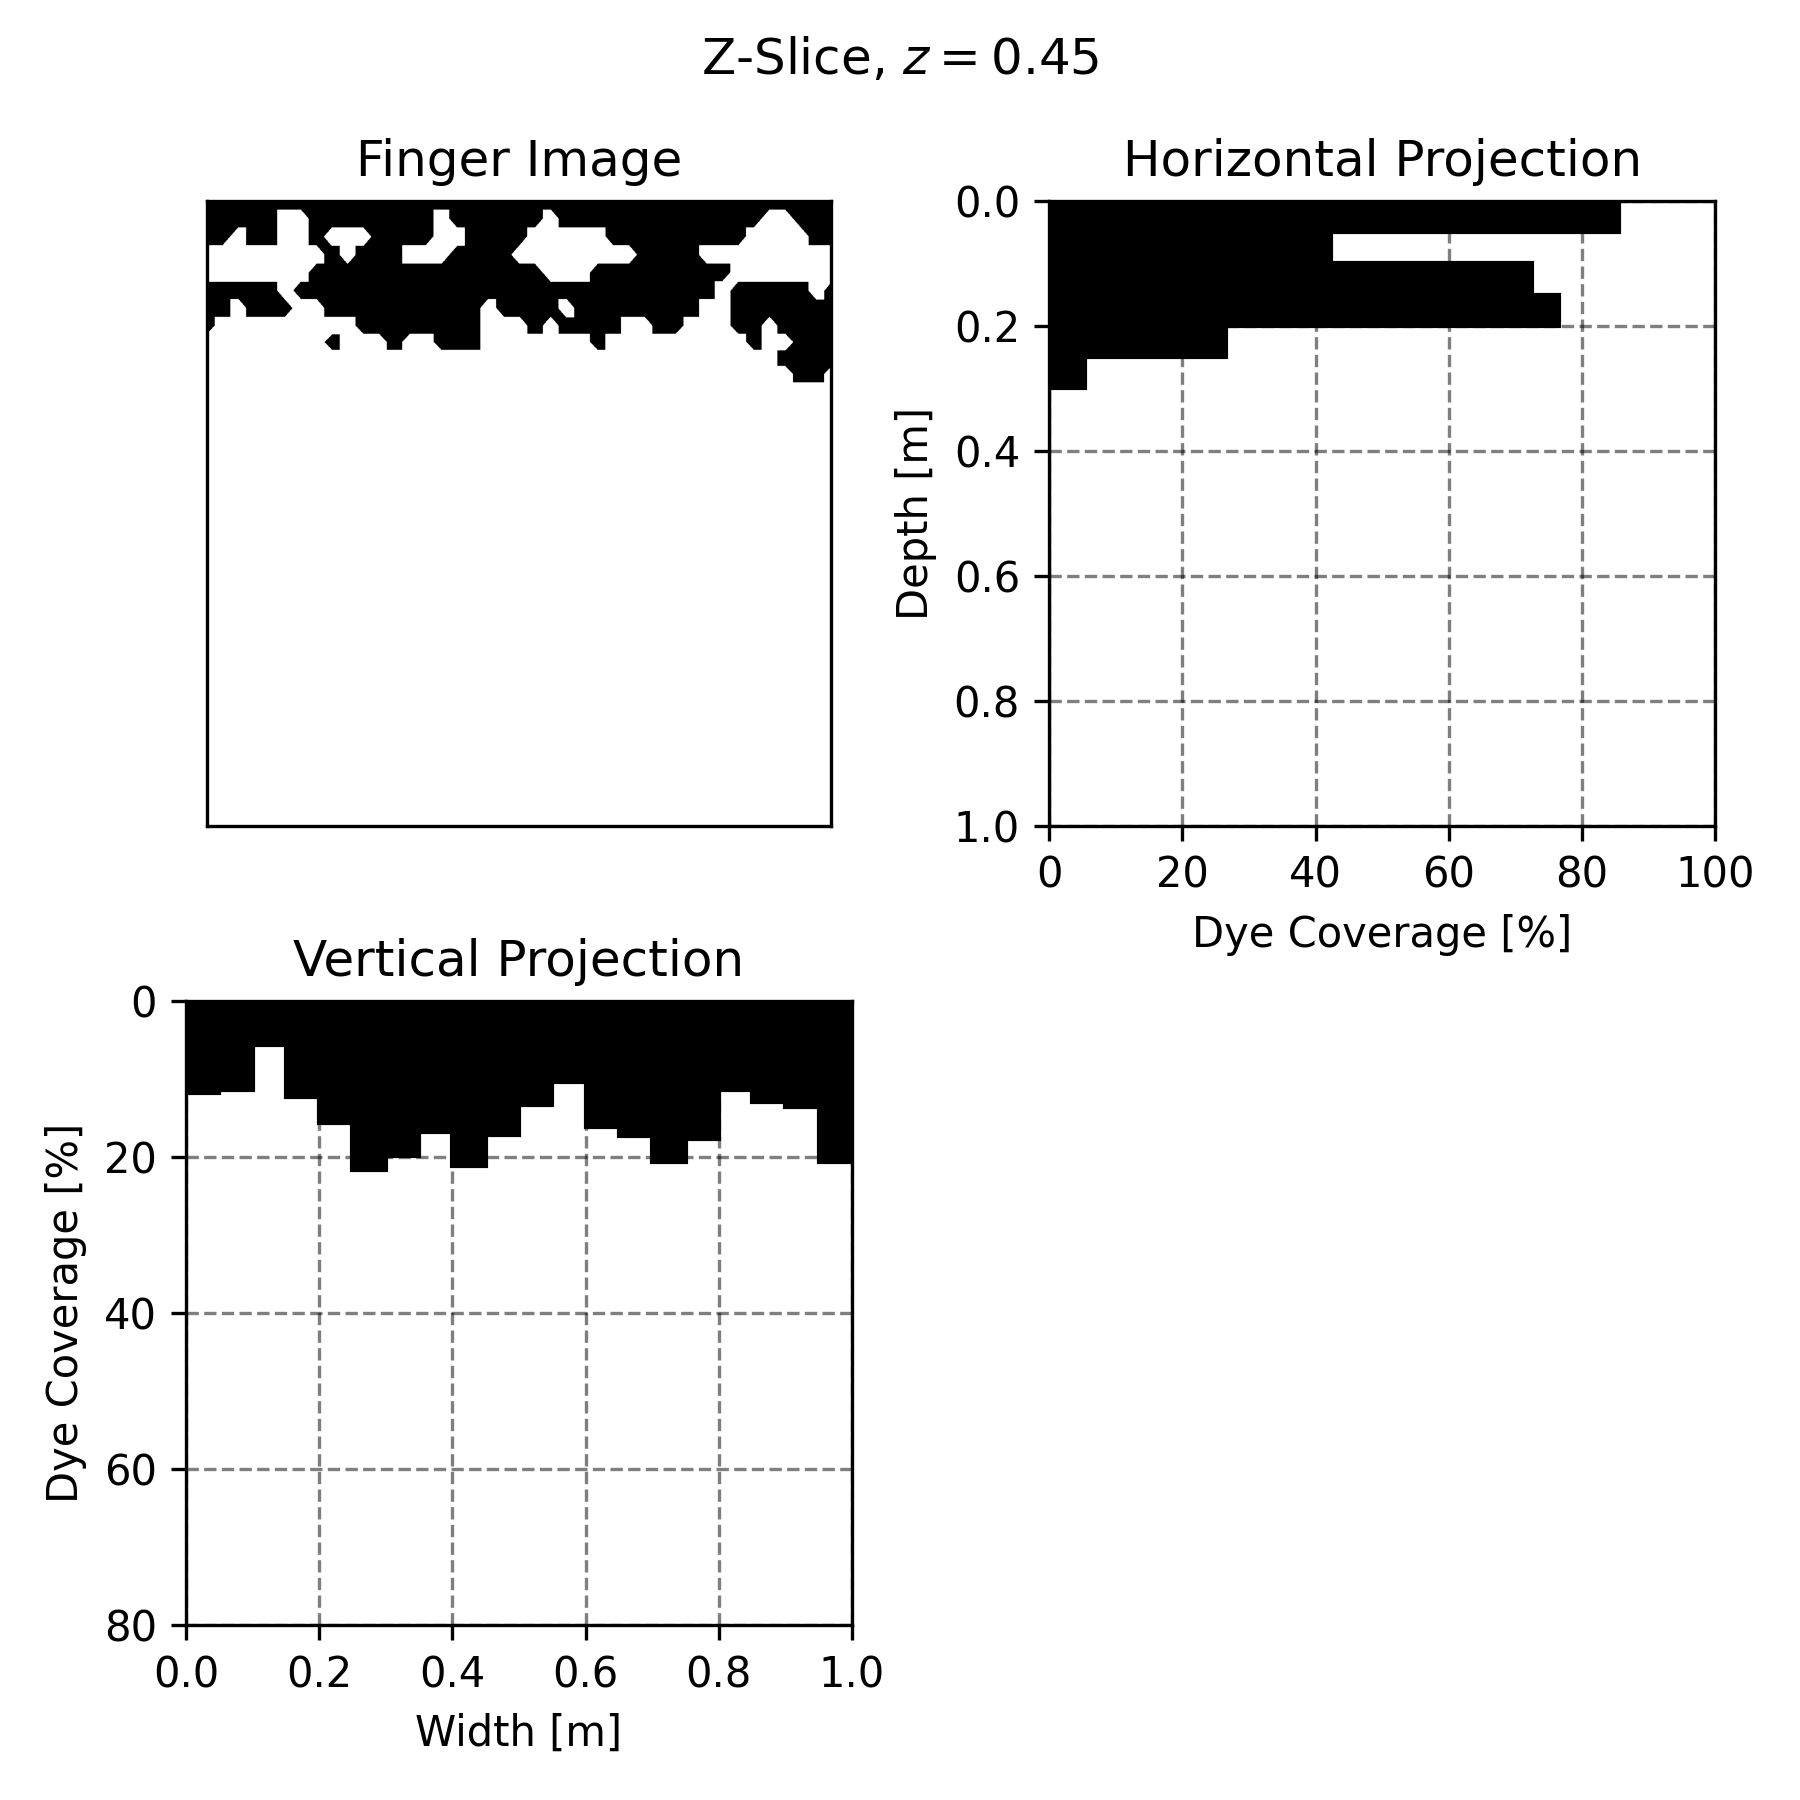 Z-Slice, z = 0.45
Finger Image
Horizontal Projection
0.0
0.2
0.4
0.6
0.8
1.0
Depth [m]
0 20 40 60 80 100
Dye Coverage [%]
Vertical Projection
0
20
40
60
80
Dye Coverage [%]
0.0 0.2 0.4 0.6 0.8 1.0
Width [m]